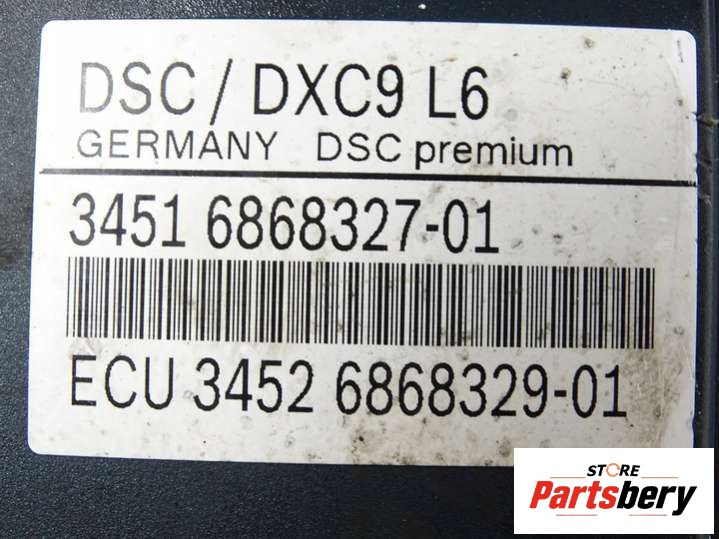 DSC / DXC9 L6
GERMANY DSC premium
3451 6868327-01
ECU 3452 6868329-01
STORE
Partsbery